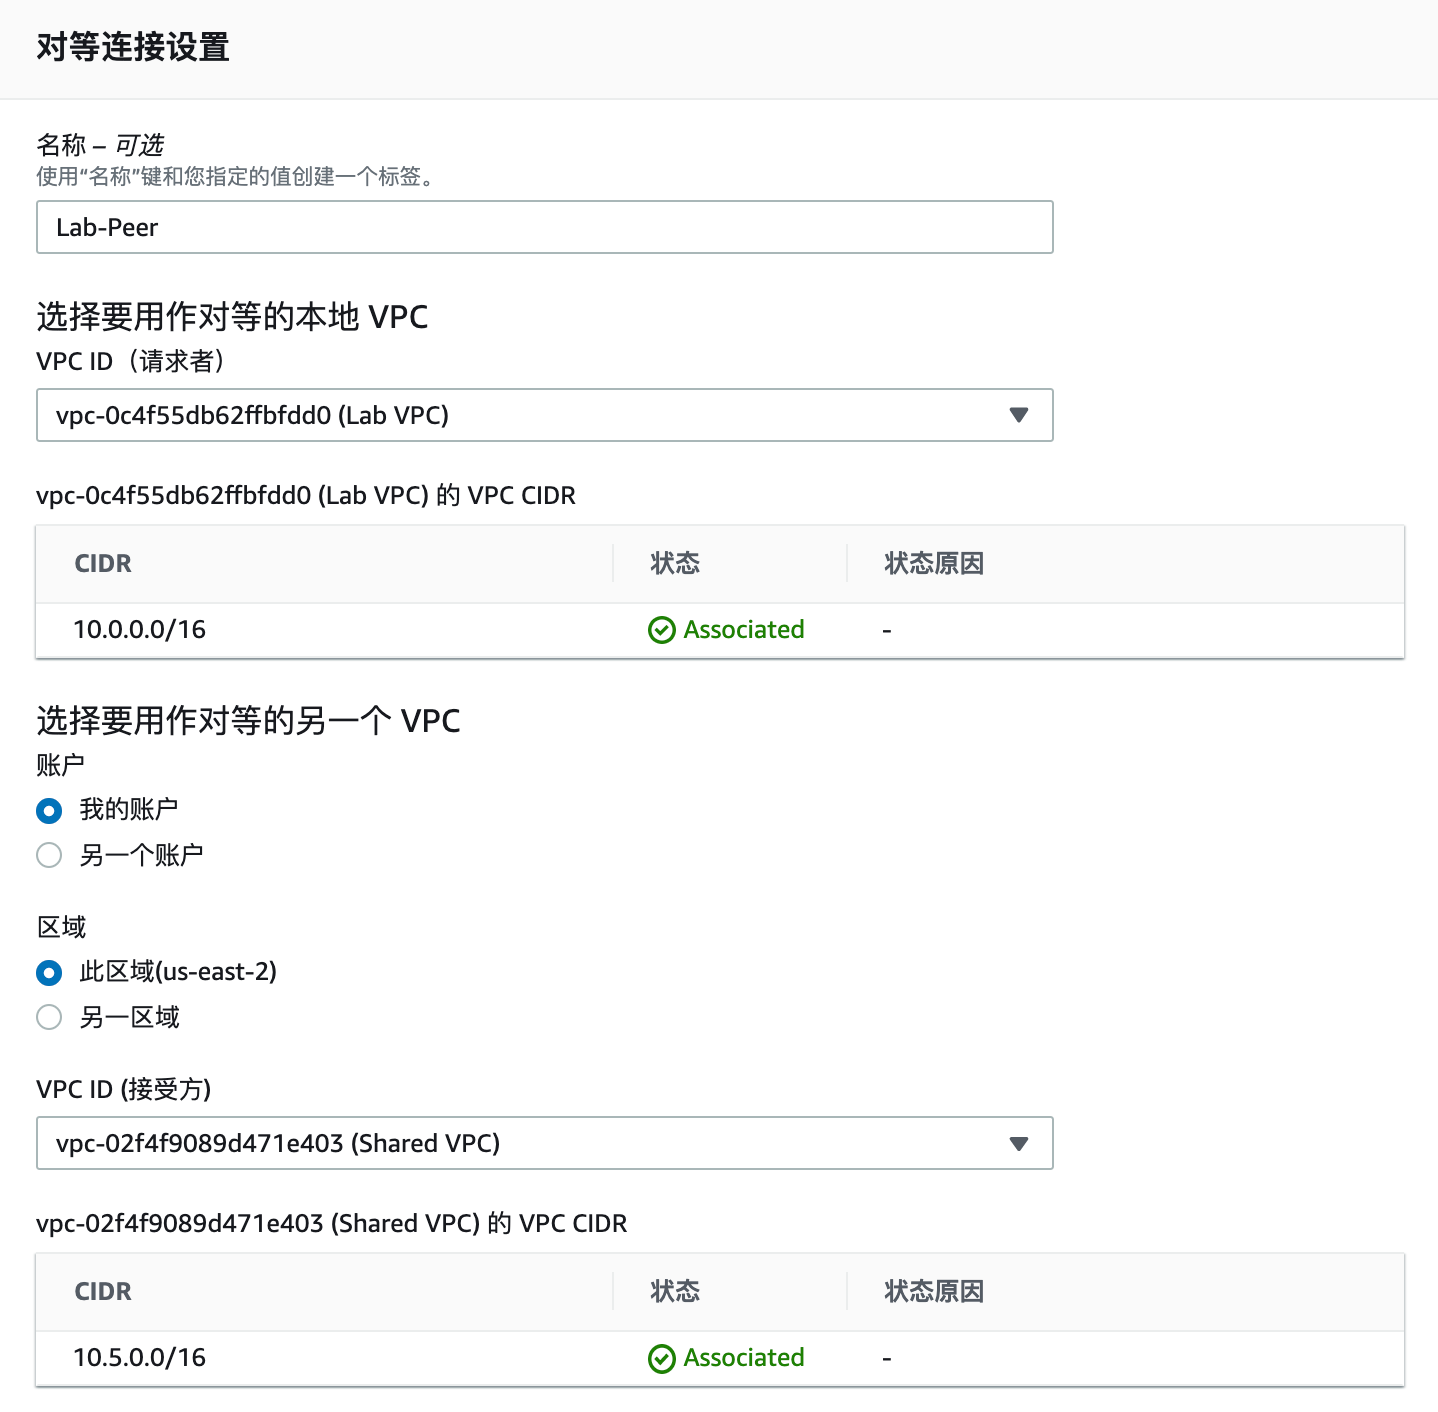 对等连接设置
名称 – 可选
使用“名称”键和您指定的值创建一个标签。
Lab-Peer
选择要用作对等的本地 VPC
VPC ID（请求者）
vpc-0c4f55db62ffbfdd0 (Lab VPC)
vpc-0c4f55db62ffbfdd0 (Lab VPC) 的 VPC CIDR
CIDR 状态 状态原因
10.0.0.0/16 Associated -
选择要用作对等的另一个 VPC
账户
我的账户
另一个账户
区域
此区域(us-east-2)
另一区域
VPC ID (接受方)
vpc-02f4f9089d471e403 (Shared VPC)
vpc-02f4f9089d471e403 (Shared VPC) 的 VPC CIDR
CIDR 状态 状态原因
10.5.0.0/16 Associated -